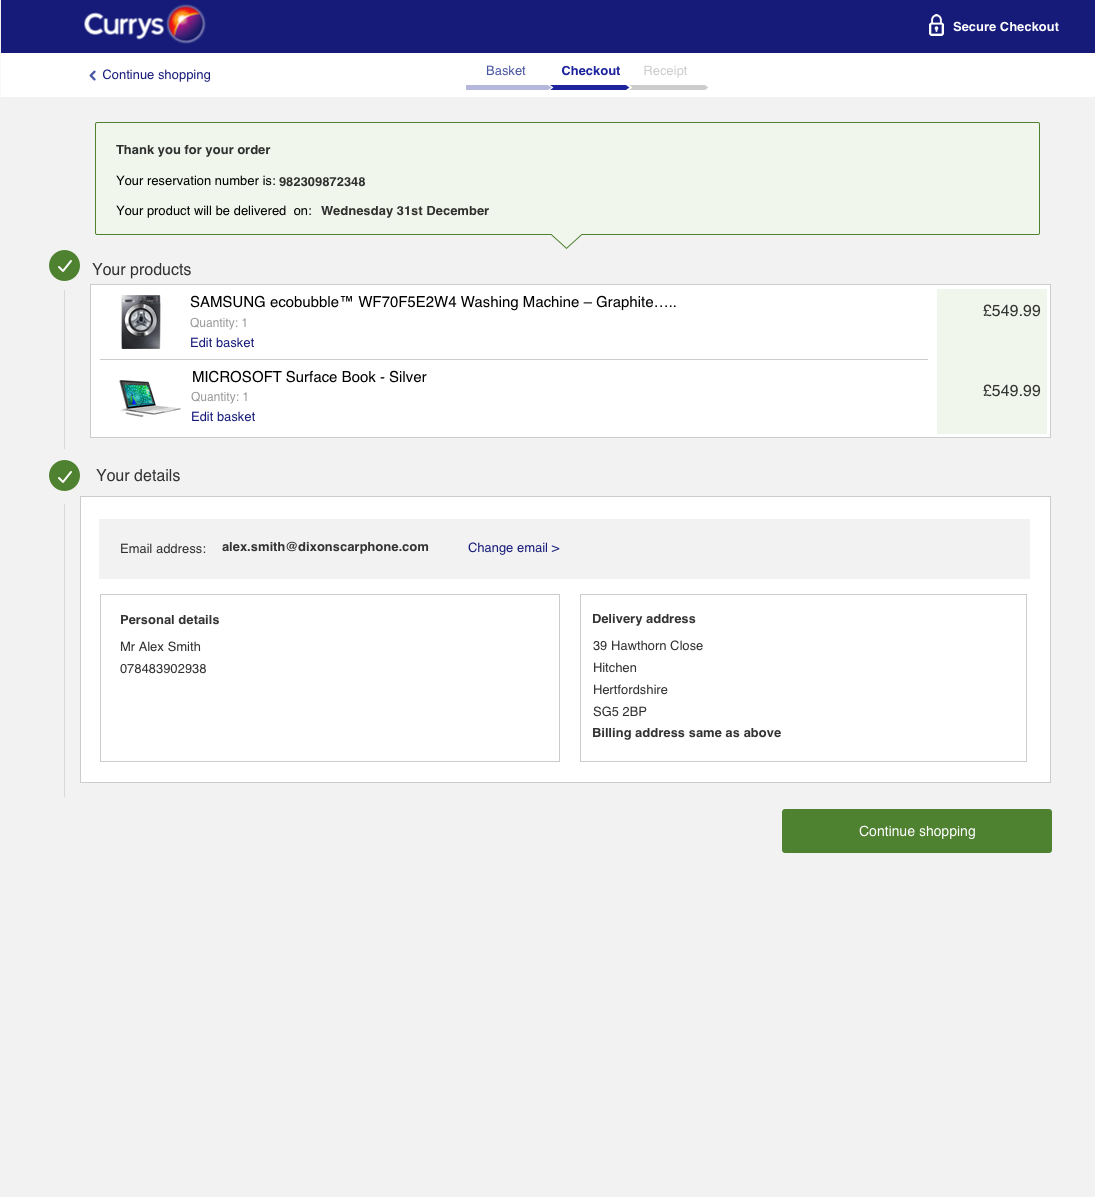 Currys
Secure Checkout
Continue shopping
Basket
Checkout
Receipt
Thank you for your order
Your reservation number is: 982309872348
Your product will be delivered on: Wednesday 31st December
Your products
SAMSUNG ecobubble™ WF70F5E2W4 Washing Machine – Graphite…..
£549.99
Quantity: 1
Edit basket
MICROSOFT Surface Book - Silver
£549.99
Quantity: 1
Edit basket
Your details
Email address: alex.smith@dixonscarphone.com Change email >
Personal details
Mr Alex Smith
078483902938
Delivery address
39 Hawthorn Close
Hitchen
Hertfordshire
SG5 2BP
Billing address same as above
Continue shopping